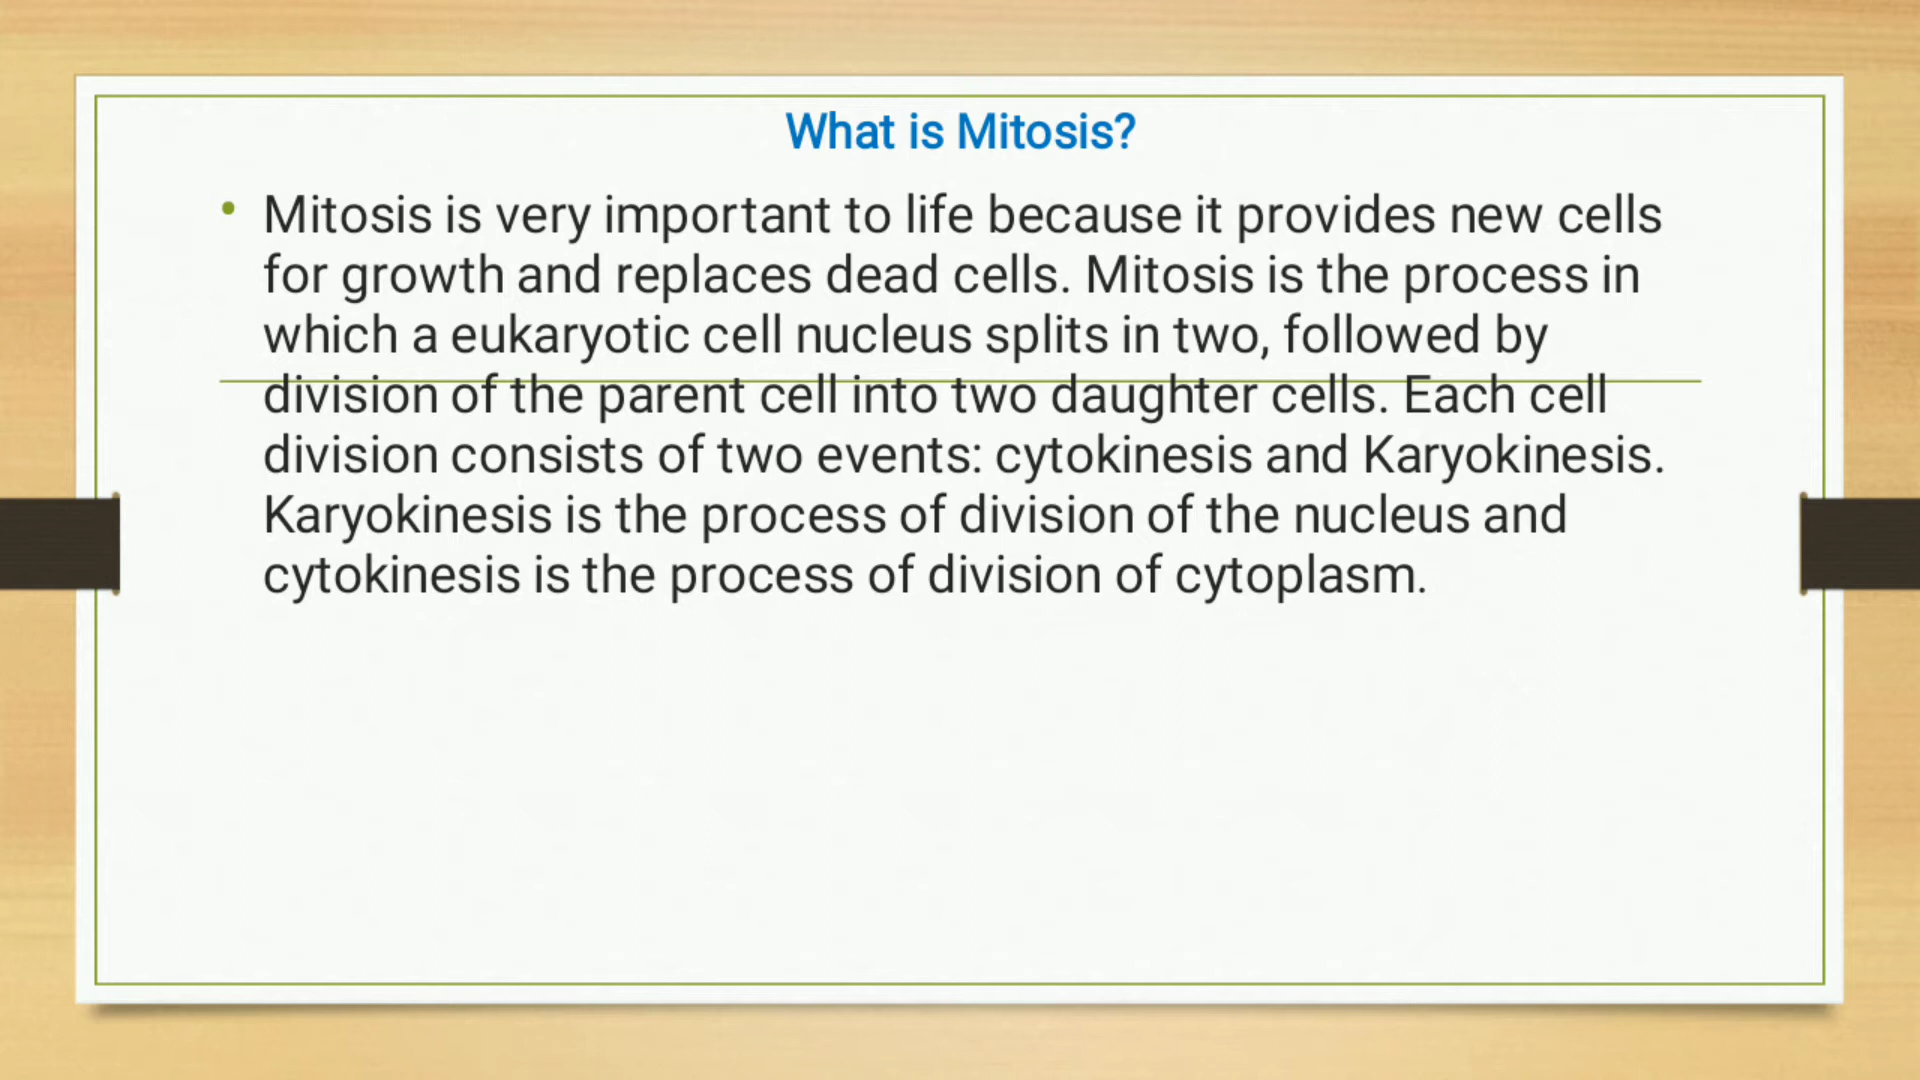 What is Mitosis?
• Mitosis is very important to life because it provides new cells
for growth and replaces dead cells. Mitosis is the process in
which a eukaryotic cell nucleus splits in two, followed by
division of the parent cell into two daughter cells. Each cell
division consists of two events: cytokinesis and Karyokinesis.
Karyokinesis is the process of division of the nucleus and
cytokinesis is the process of division of cytoplasm.